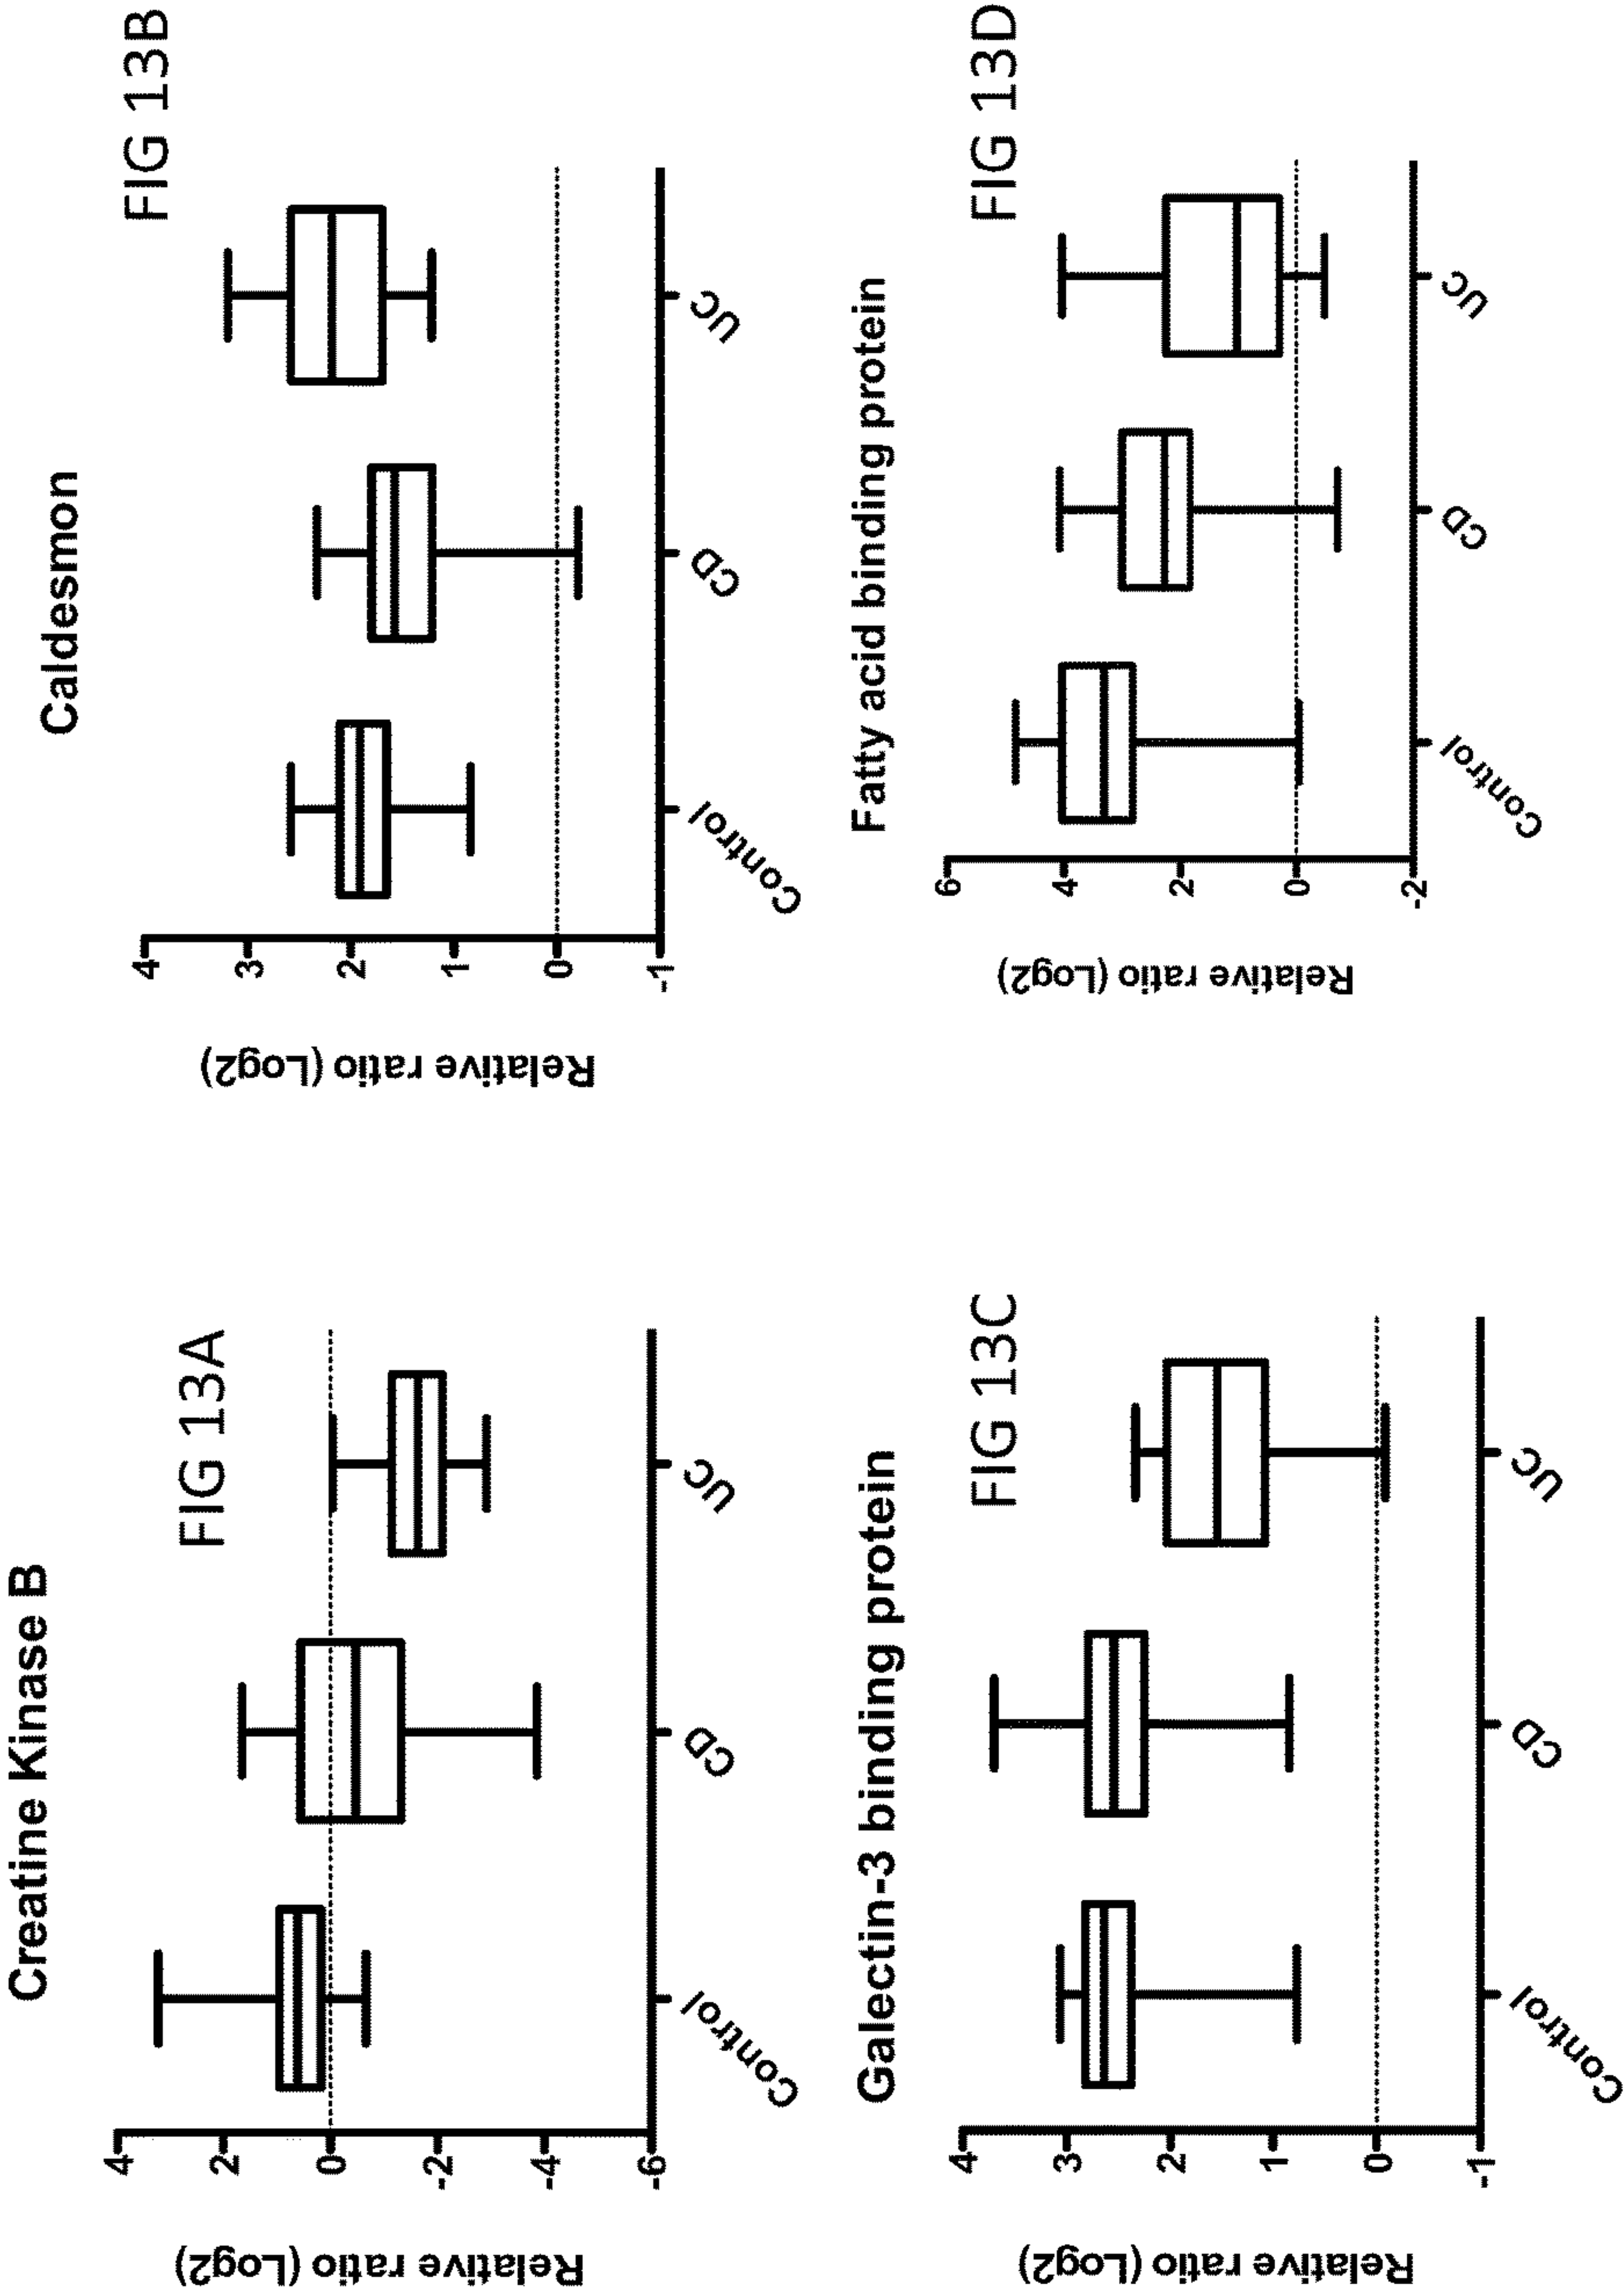 Creatine Kinase B
FIG 13A
Relative ratio (Log2)
4
2
0
-2
-4
-6
Control
CD
UC
Caldesmon
FIG 13B
Relative ratio (Log2)
4
3
2
1
0
-1
Control
CD
UC
Galectin-3 binding protein
FIG 13C
Relative ratio (Log2)
4
3
2
1
0
-1
Control
CD
UC
Fatty acid binding protein
FIG 13D
Relative ratio (Log2)
6
4
2
0
-2
Control
CD
UC